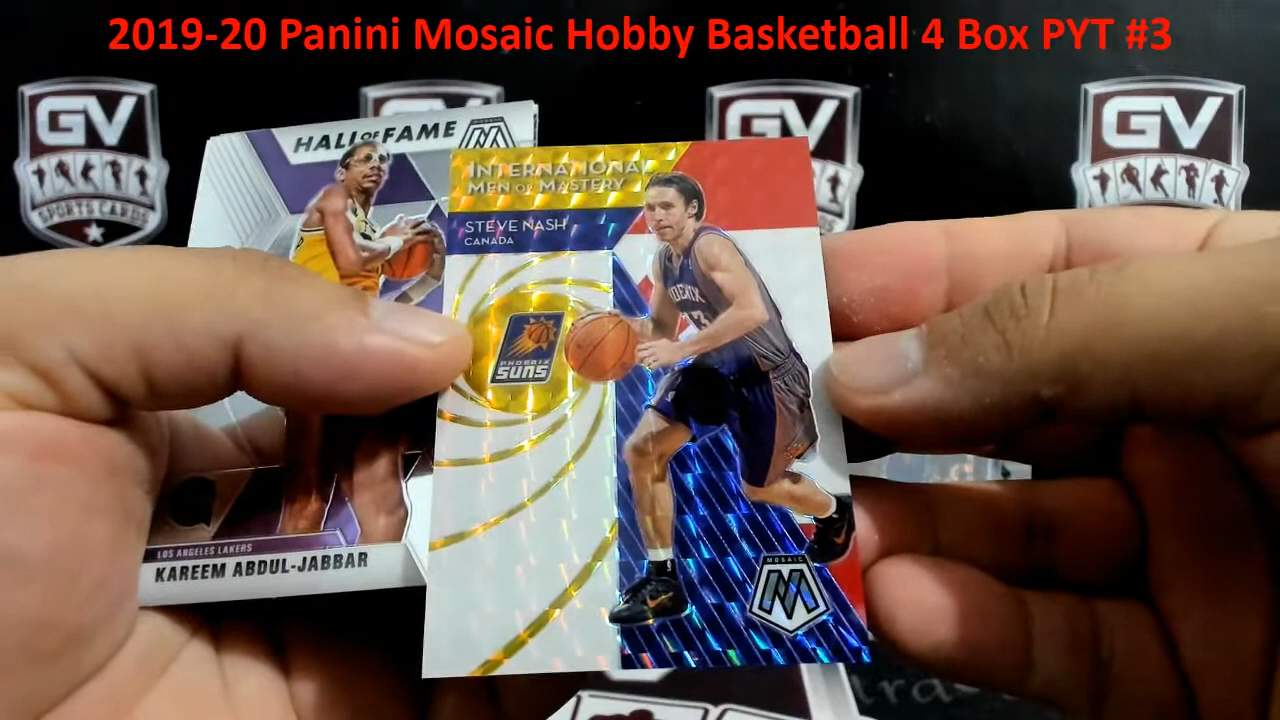 2019-20 Panini Mosaic Hobby Basketball 4 Box PYT #3
GV
SPORTS CARDS
GV
GV
GV
HALL OF FAME
MOSAIC
INTERNATIONAL
MEN OF MASTERY
STEVE NASH
CANADA
PHOENIX
SUNS
MOSAIC
M
LOS ANGELES LAKERS
KAREEM ABDUL-JABBAR